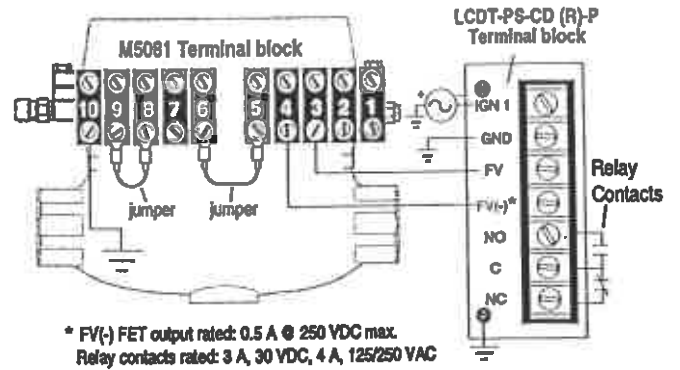 LCDT-PS-CD (R)-P
Terminal block
M5061 Terminal block
10 9 8 7 6 5 4 3 2 1
jumper jumper
*
IGN 1
GND
FV
FV(-)*
NO
C
NC
Relay
Contacts
* FV(-) FET output rated: 0.5 A @ 250 VDC max.
Relay contacts rated: 3 A, 30 VDC, 4 A, 125/250 VAC